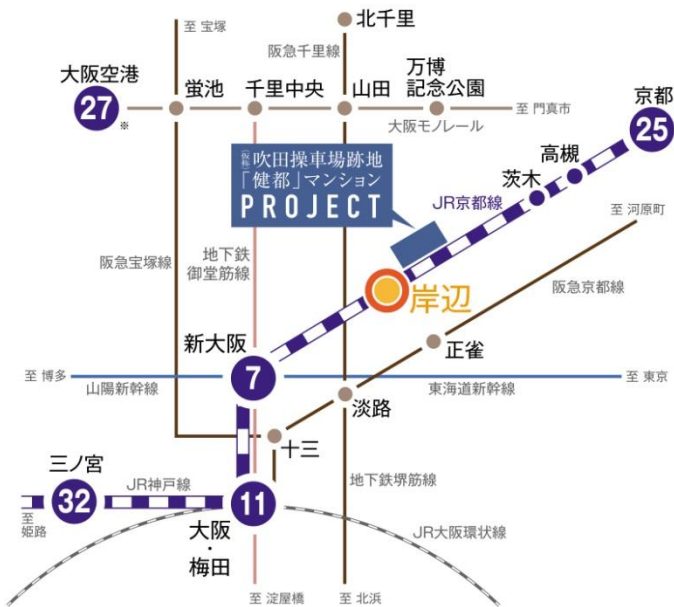 至 宝塚
北千里
阪急千里線
大阪空港
27
※
蛍池
千里中央
山田
万博
記念公園
大阪モノレール
至 門真市
京都
25
高槻
茨木
(仮称) 吹田操車場跡地
「健都」マンション
PROJECT
JR京都線
至 河原町
阪急宝塚線
地下鉄
御堂筋線
岸辺
阪急京都線
新大阪
7
正雀
至 博多
山陽新幹線
東海道新幹線
至 東京
淡路
十三
三ノ宮
32
JR神戸線
11
地下鉄堺筋線
至
姫路
大阪
・
梅田
JR大阪環状線
至 淀屋橋
至 北浜